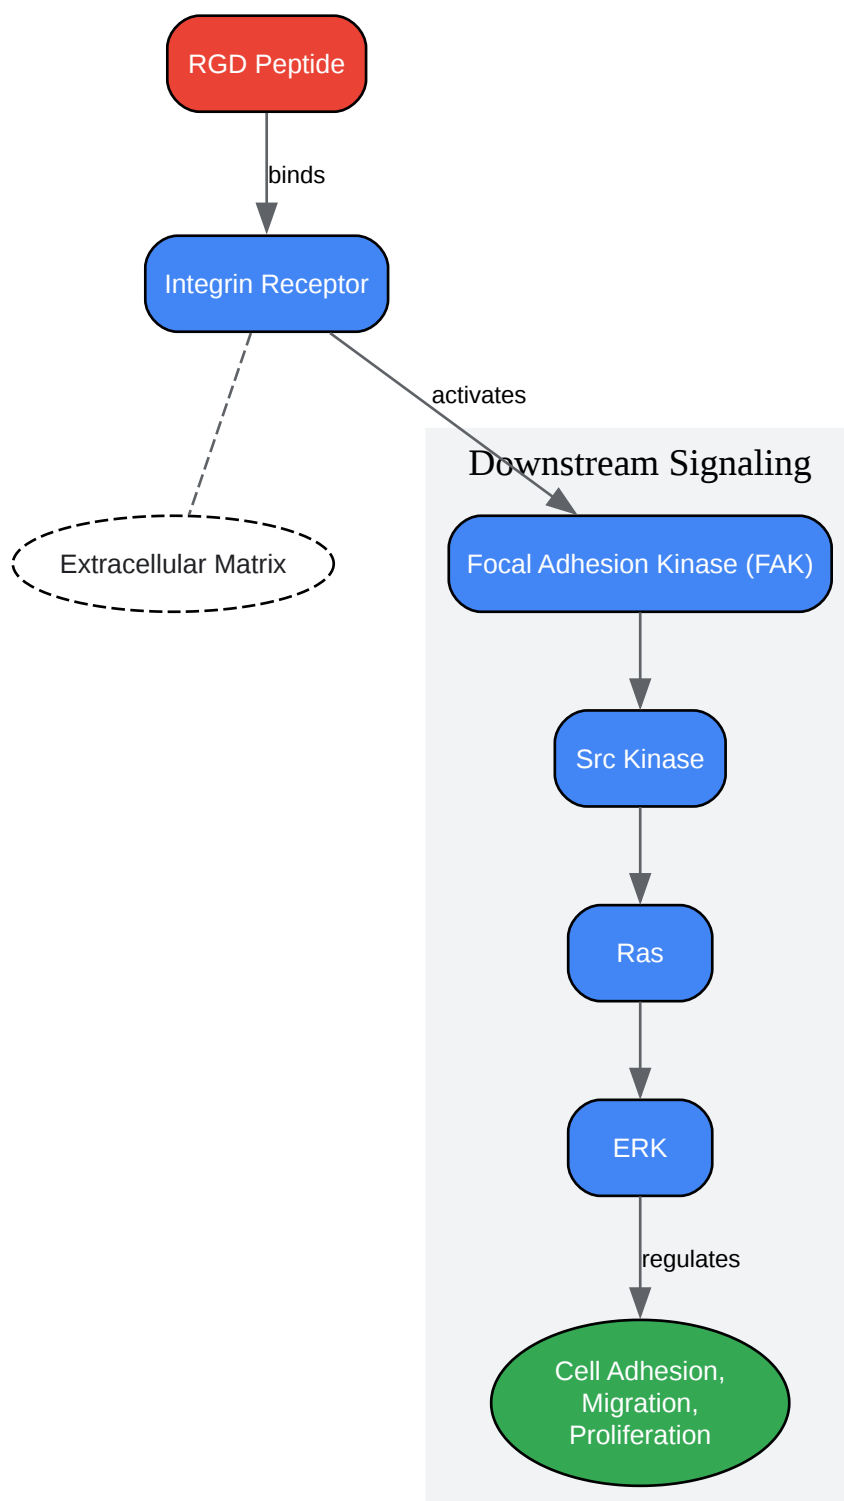 RGD Peptide
binds
Integrin Receptor
activates
Downstream Signaling
Extracellular Matrix
Focal Adhesion Kinase (FAK)
Src Kinase
Ras
ERK
regulates
Cell Adhesion,
Migration,
Proliferation